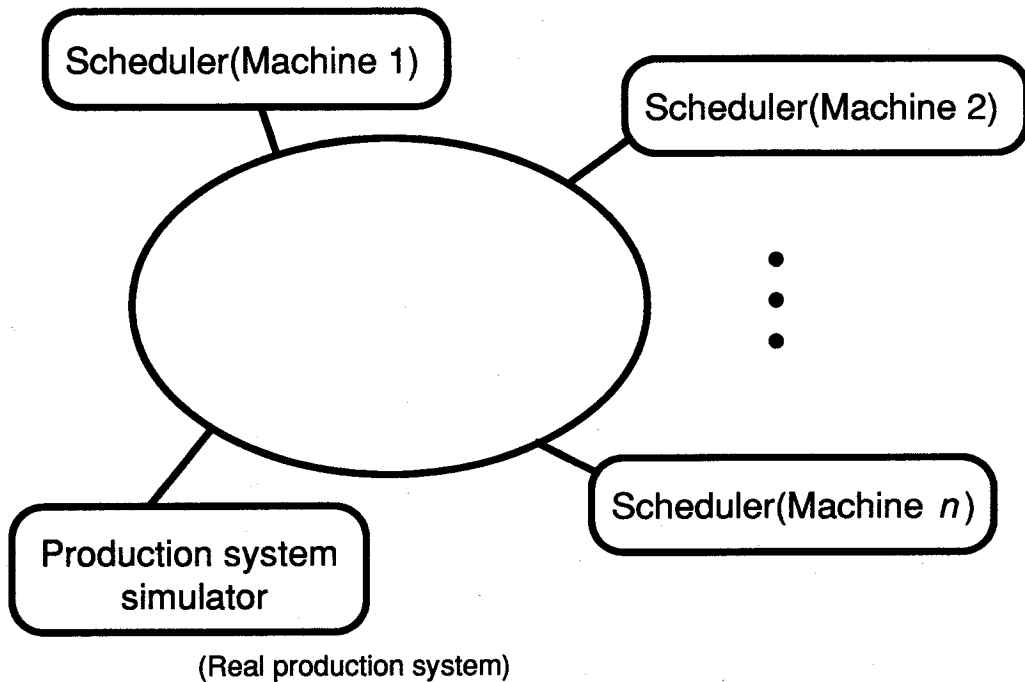 Scheduler(Machine 1)
Scheduler(Machine 2)
Scheduler(Machine n)
Production system
simulator
(Real production system)